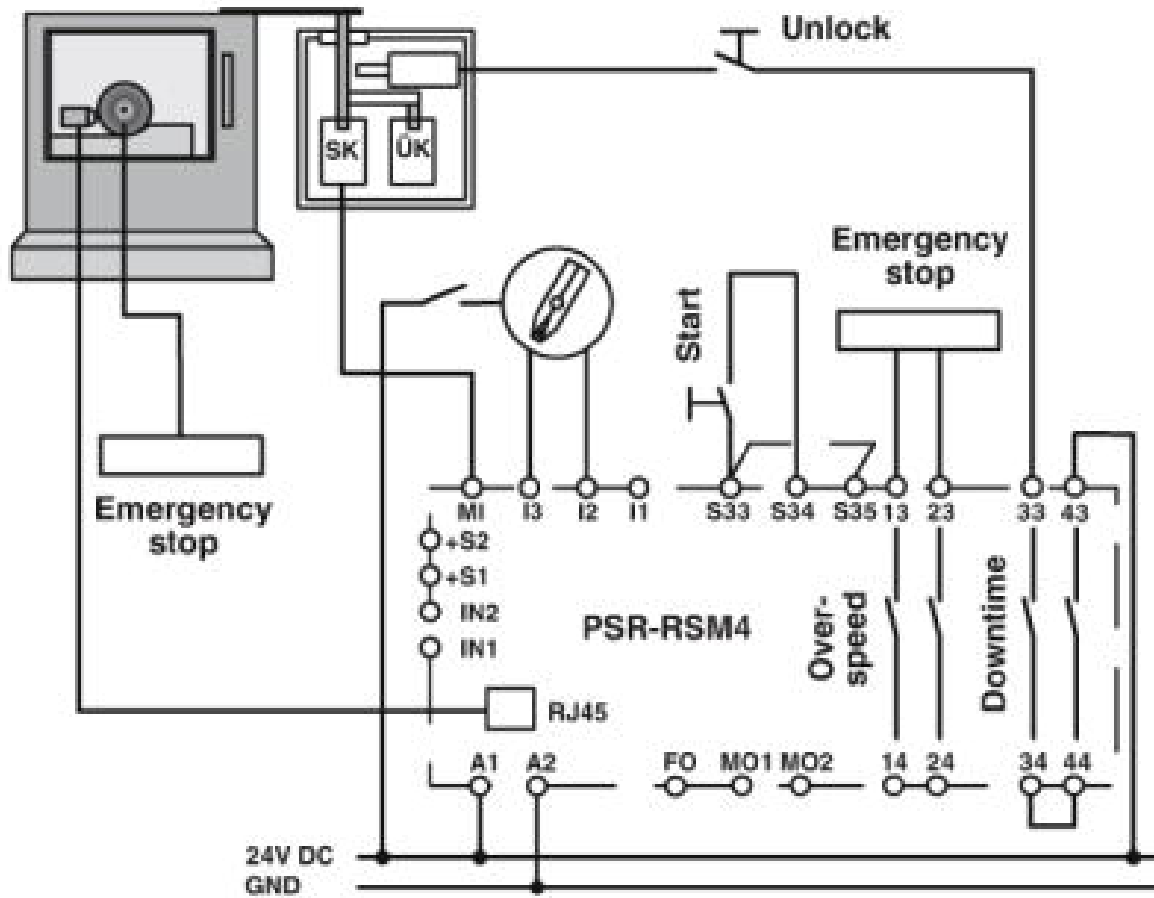 Unlock
SK
ÜK
Emergency
stop
Start
Emergency
stop
MI
I3
I2
I1
S33
S34
S35
13
23
33
43
+S2
+S1
IN2
IN1
PSR-RSM4
Over-
speed
Downtime
RJ45
A1
A2
FO
MO1
MO2
14
24
34
44
24V DC
GND